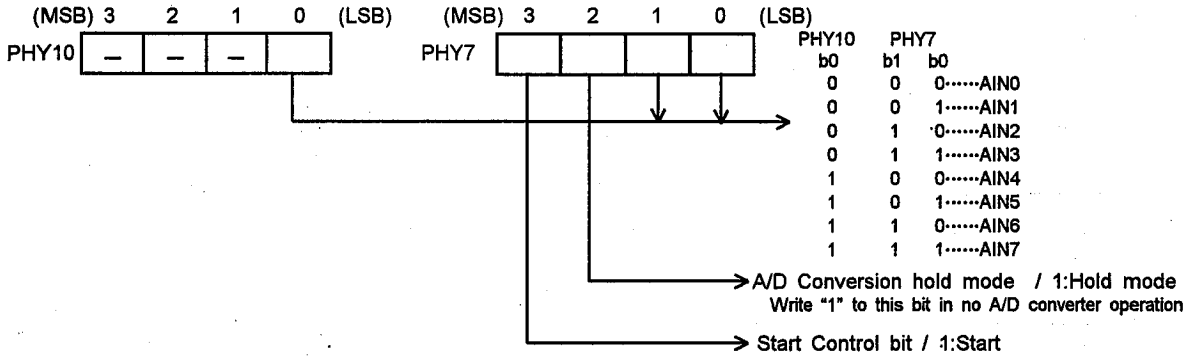 (MSB) 3 2 1 0 (LSB) (MSB) 3 2 1 0 (LSB)
PHY10 – – – PHY7
PHY10 PHY7
b0 b1 b0
0 0 0······AIN0
0 0 1······AIN1
0 1 0······AIN2
0 1 1······AIN3
1 0 0······AIN4
1 0 1······AIN5
1 1 0······AIN6
1 1 1······AIN7
A/D Conversion hold mode / 1:Hold mode
Write “1” to this bit in no A/D converter operation
Start Control bit / 1:Start